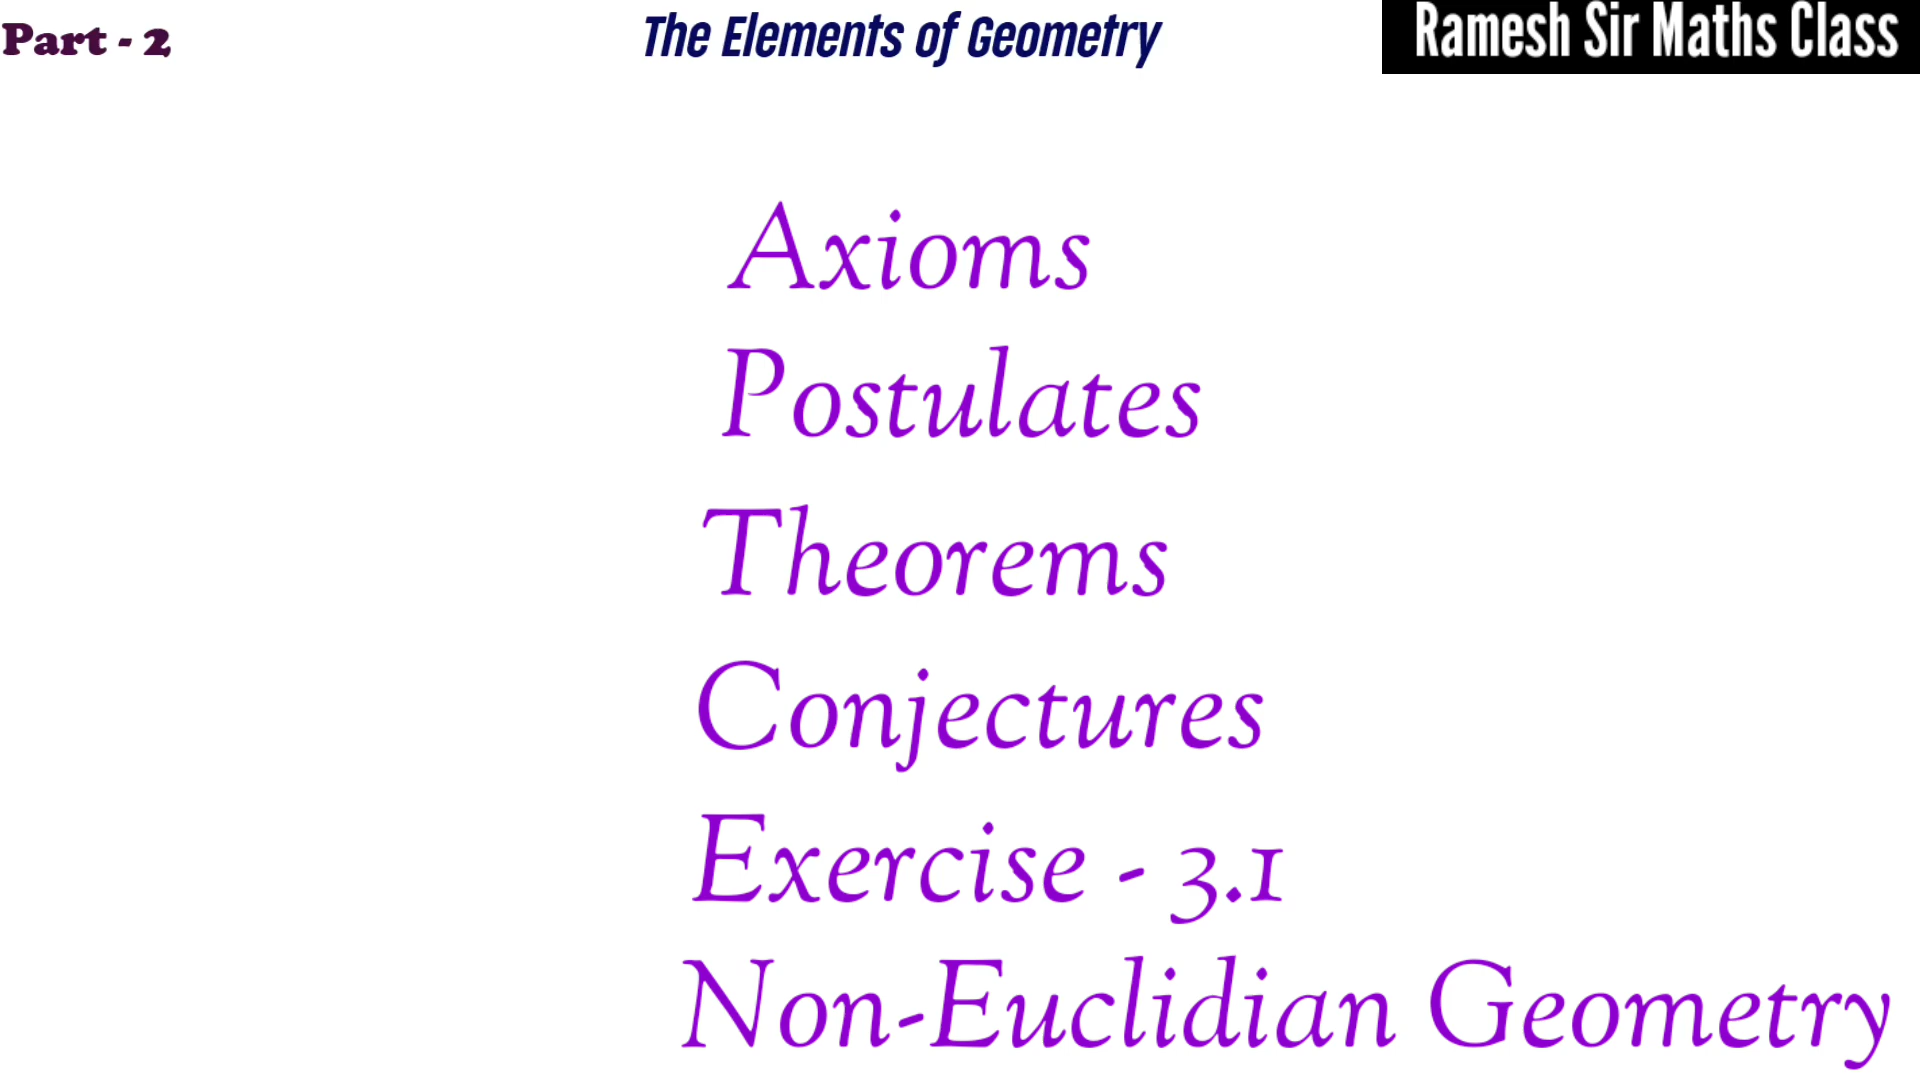 Part - 2
The Elements of Geometry
Ramesh Sir Maths Class
Axioms
Postulates
Theorems
Conjectures
Exercise - 3.1
Non-Euclidian Geometry